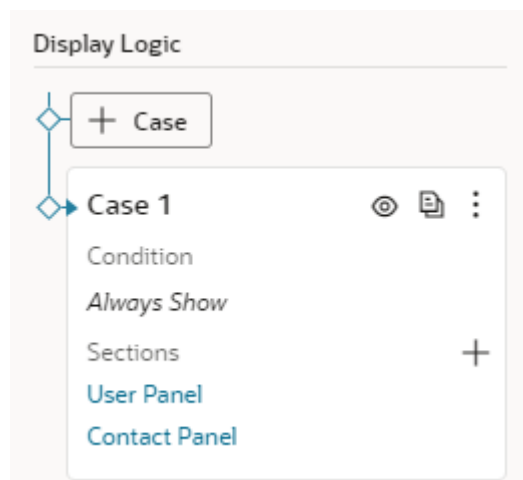 Display Logic
+ Case
Case 1
Condition
Always Show
Sections
User Panel
Contact Panel